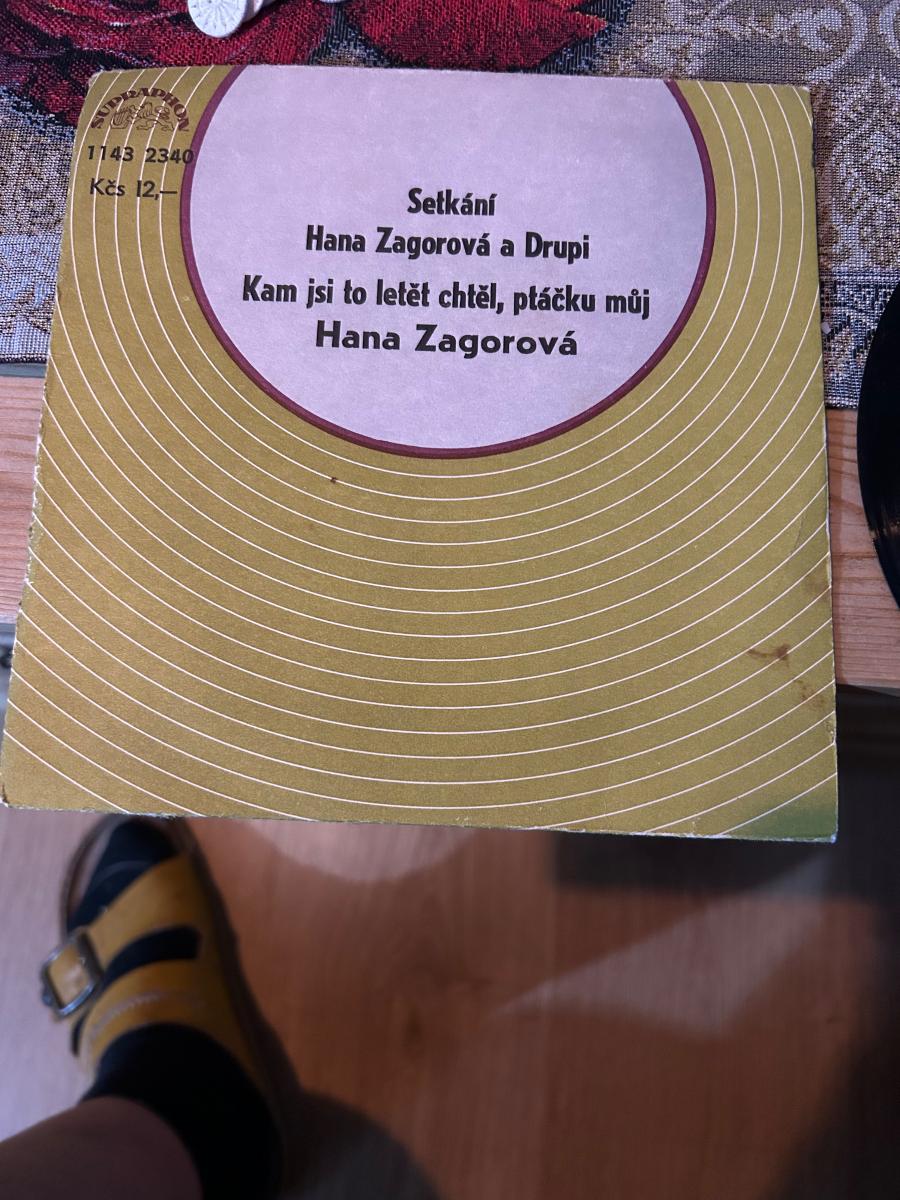 SUPRAPHON
1143 2340
Kčs 12,—
Setkání
Hana Zagorová a Drupi
Kam jsi to letět chtěl, ptáčku můj
Hana Zagorová